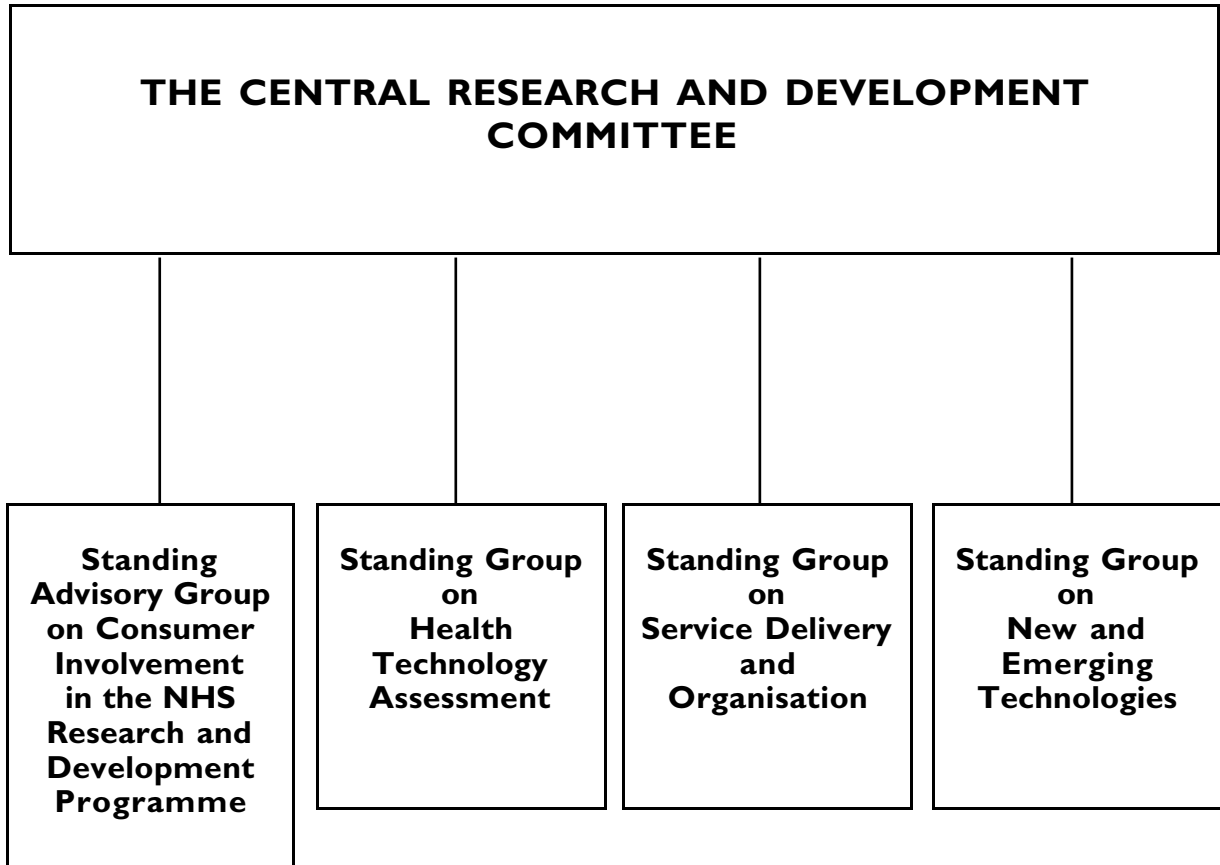 THE CENTRAL RESEARCH AND DEVELOPMENT
COMMITTEE
Standing
Advisory Group
on Consumer
Involvement
in the NHS
Research and
Development
Programme
Standing Group
on
Health
Technology
Assessment
Standing Group
on
Service Delivery
and
Organisation
Standing Group
on
New and
Emerging
Technologies